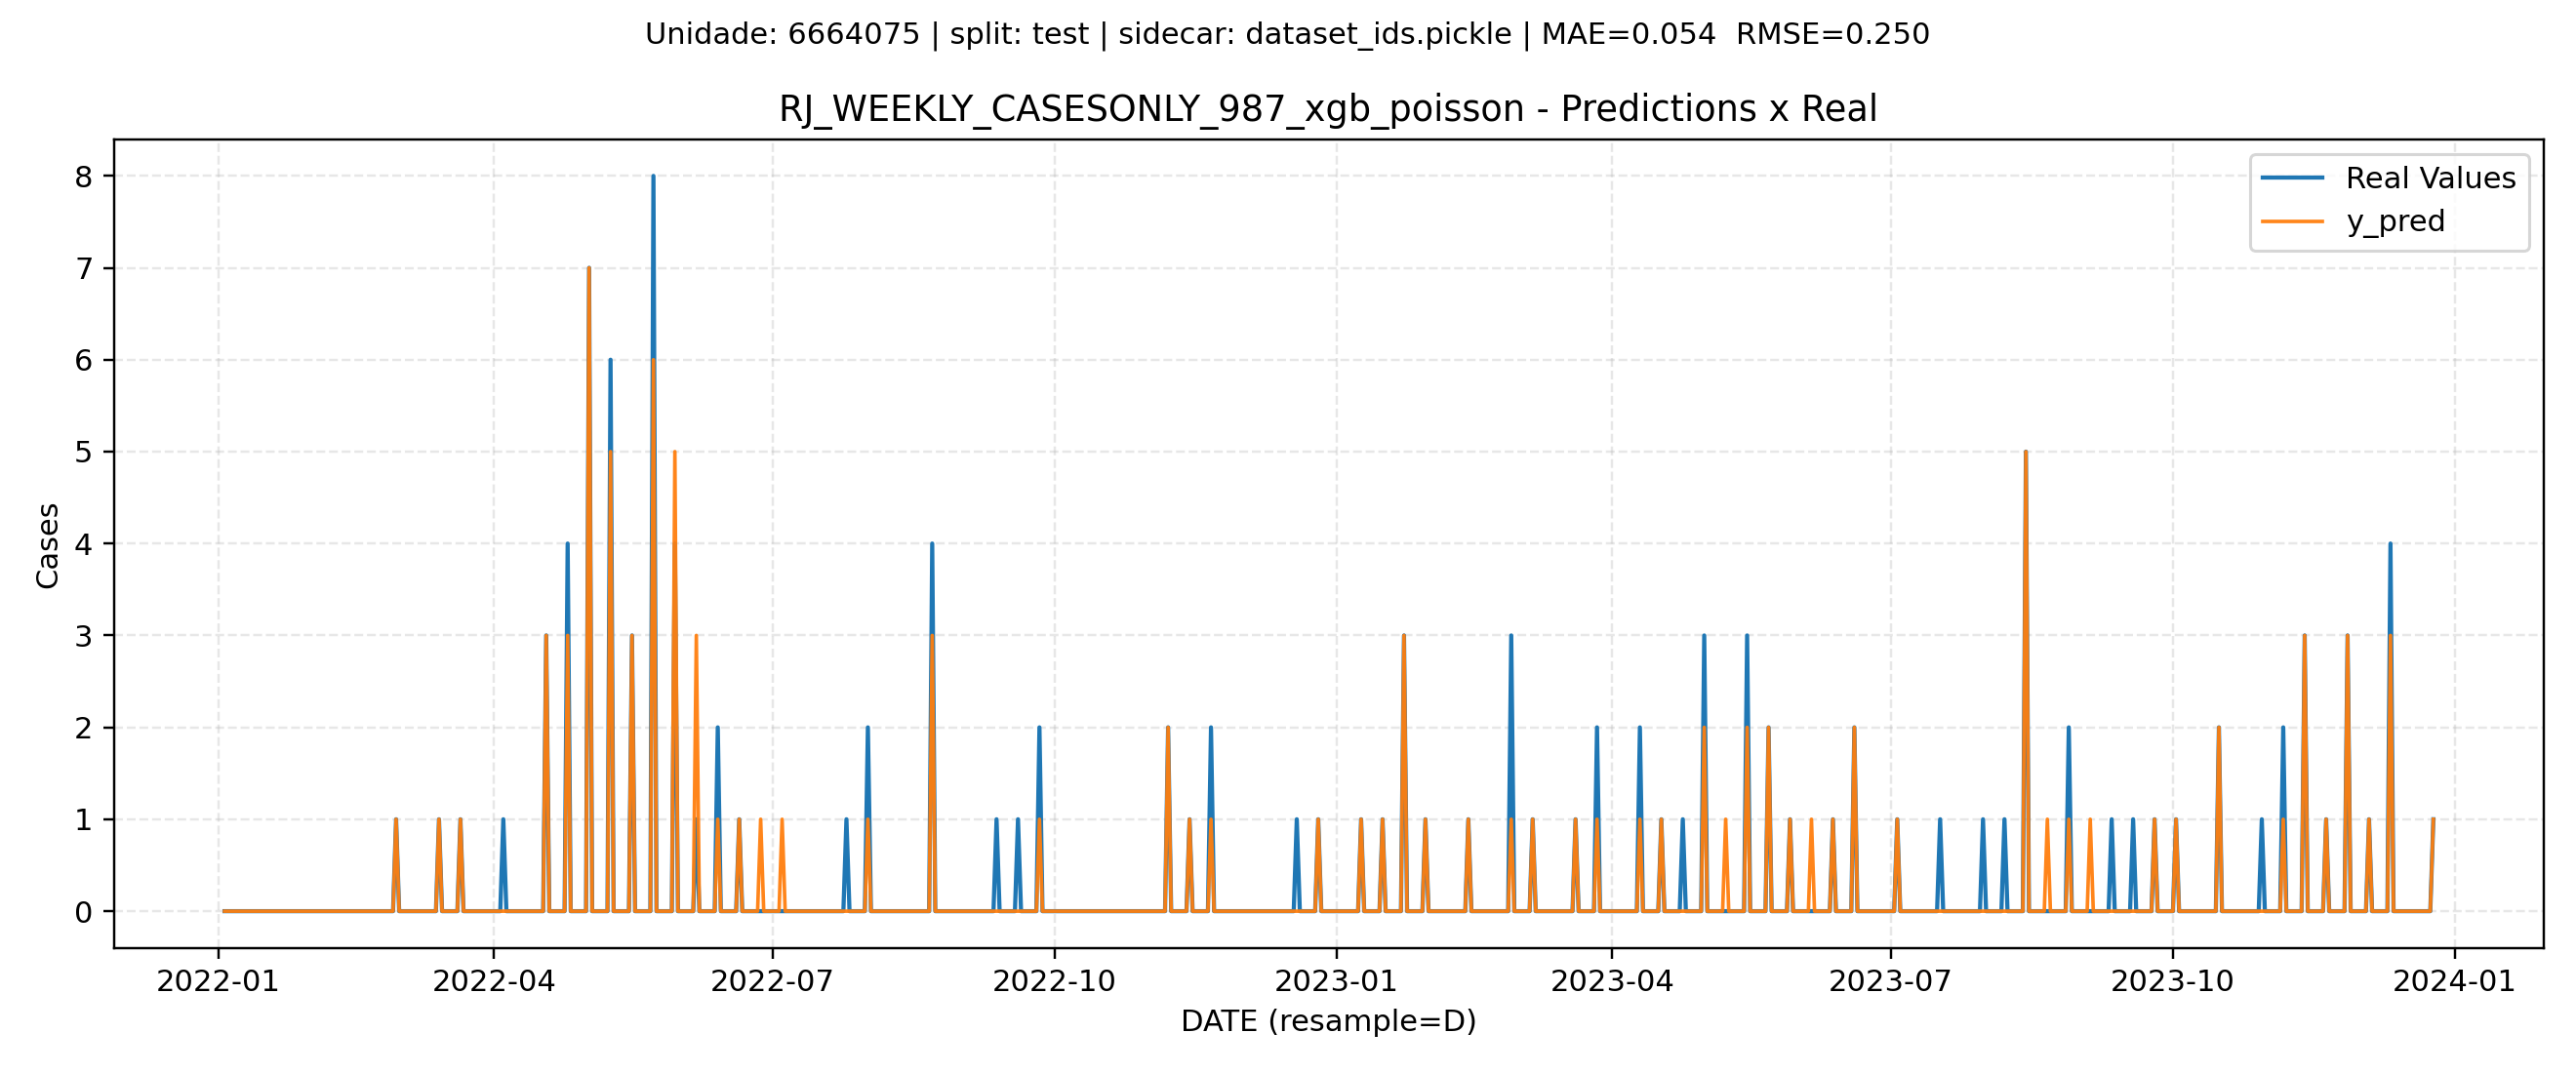 Unidade: 6664075 | split: test | sidecar: dataset_ids.pickle | MAE=0.054  RMSE=0.250
RJ_WEEKLY_CASESONLY_987_xgb_poisson - Predictions x Real
Real Values
y_pred
8
7
6
5
4
3
2
1
0
Cases
2022-01 2022-04 2022-07 2022-10 2023-01 2023-04 2023-07 2023-10 2024-01
DATE (resample=D)